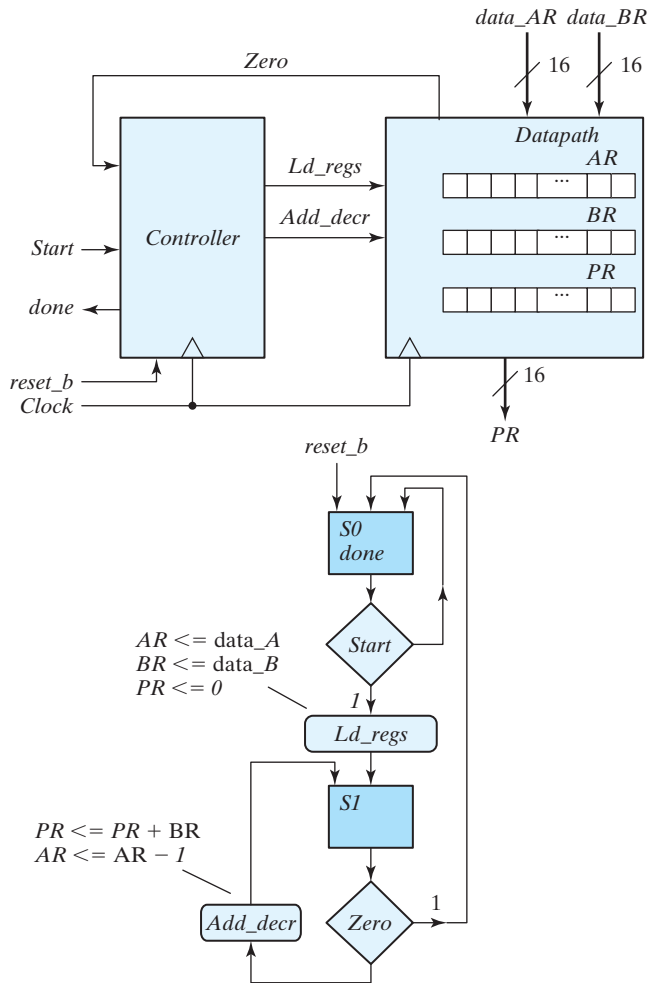 data_AR data_BR
16 16
Zero
Datapath
AR
...
Ld_regs
Add_decr
BR
...
Controller
Start
PR
...
done
reset_b
Clock
16
PR
reset_b
S0
done
Start
AR <= data_A
BR <= data_B
PR <= 0
1
Ld_regs
S1
PR <= PR + BR
AR <= AR − 1
1
Add_decr
Zero